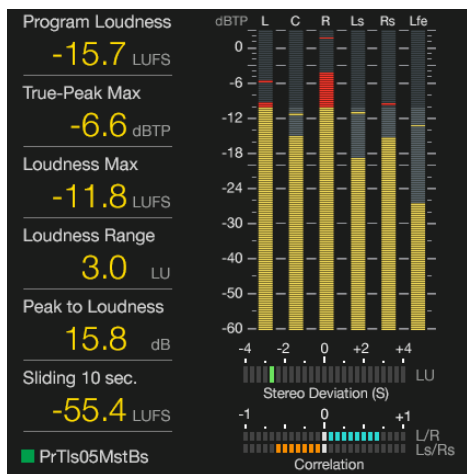 Program Loudness
-15.7 LUFS
True-Peak Max
-6.6 dBTP
Loudness Max
-11.8 LUFS
Loudness Range
3.0 LU
Peak to Loudness
15.8 dB
Sliding 10 sec.
-55.4 LUFS
PrTls05MstBs
dBTP L C R Ls Rs Lfe
0
-6
-12
-18
-24
-30
-40
-50
-60
-4 -2 0 +2 +4
LU
Stereo Deviation (S)
-1 0 +1
L/R
Ls/Rs
Correlation